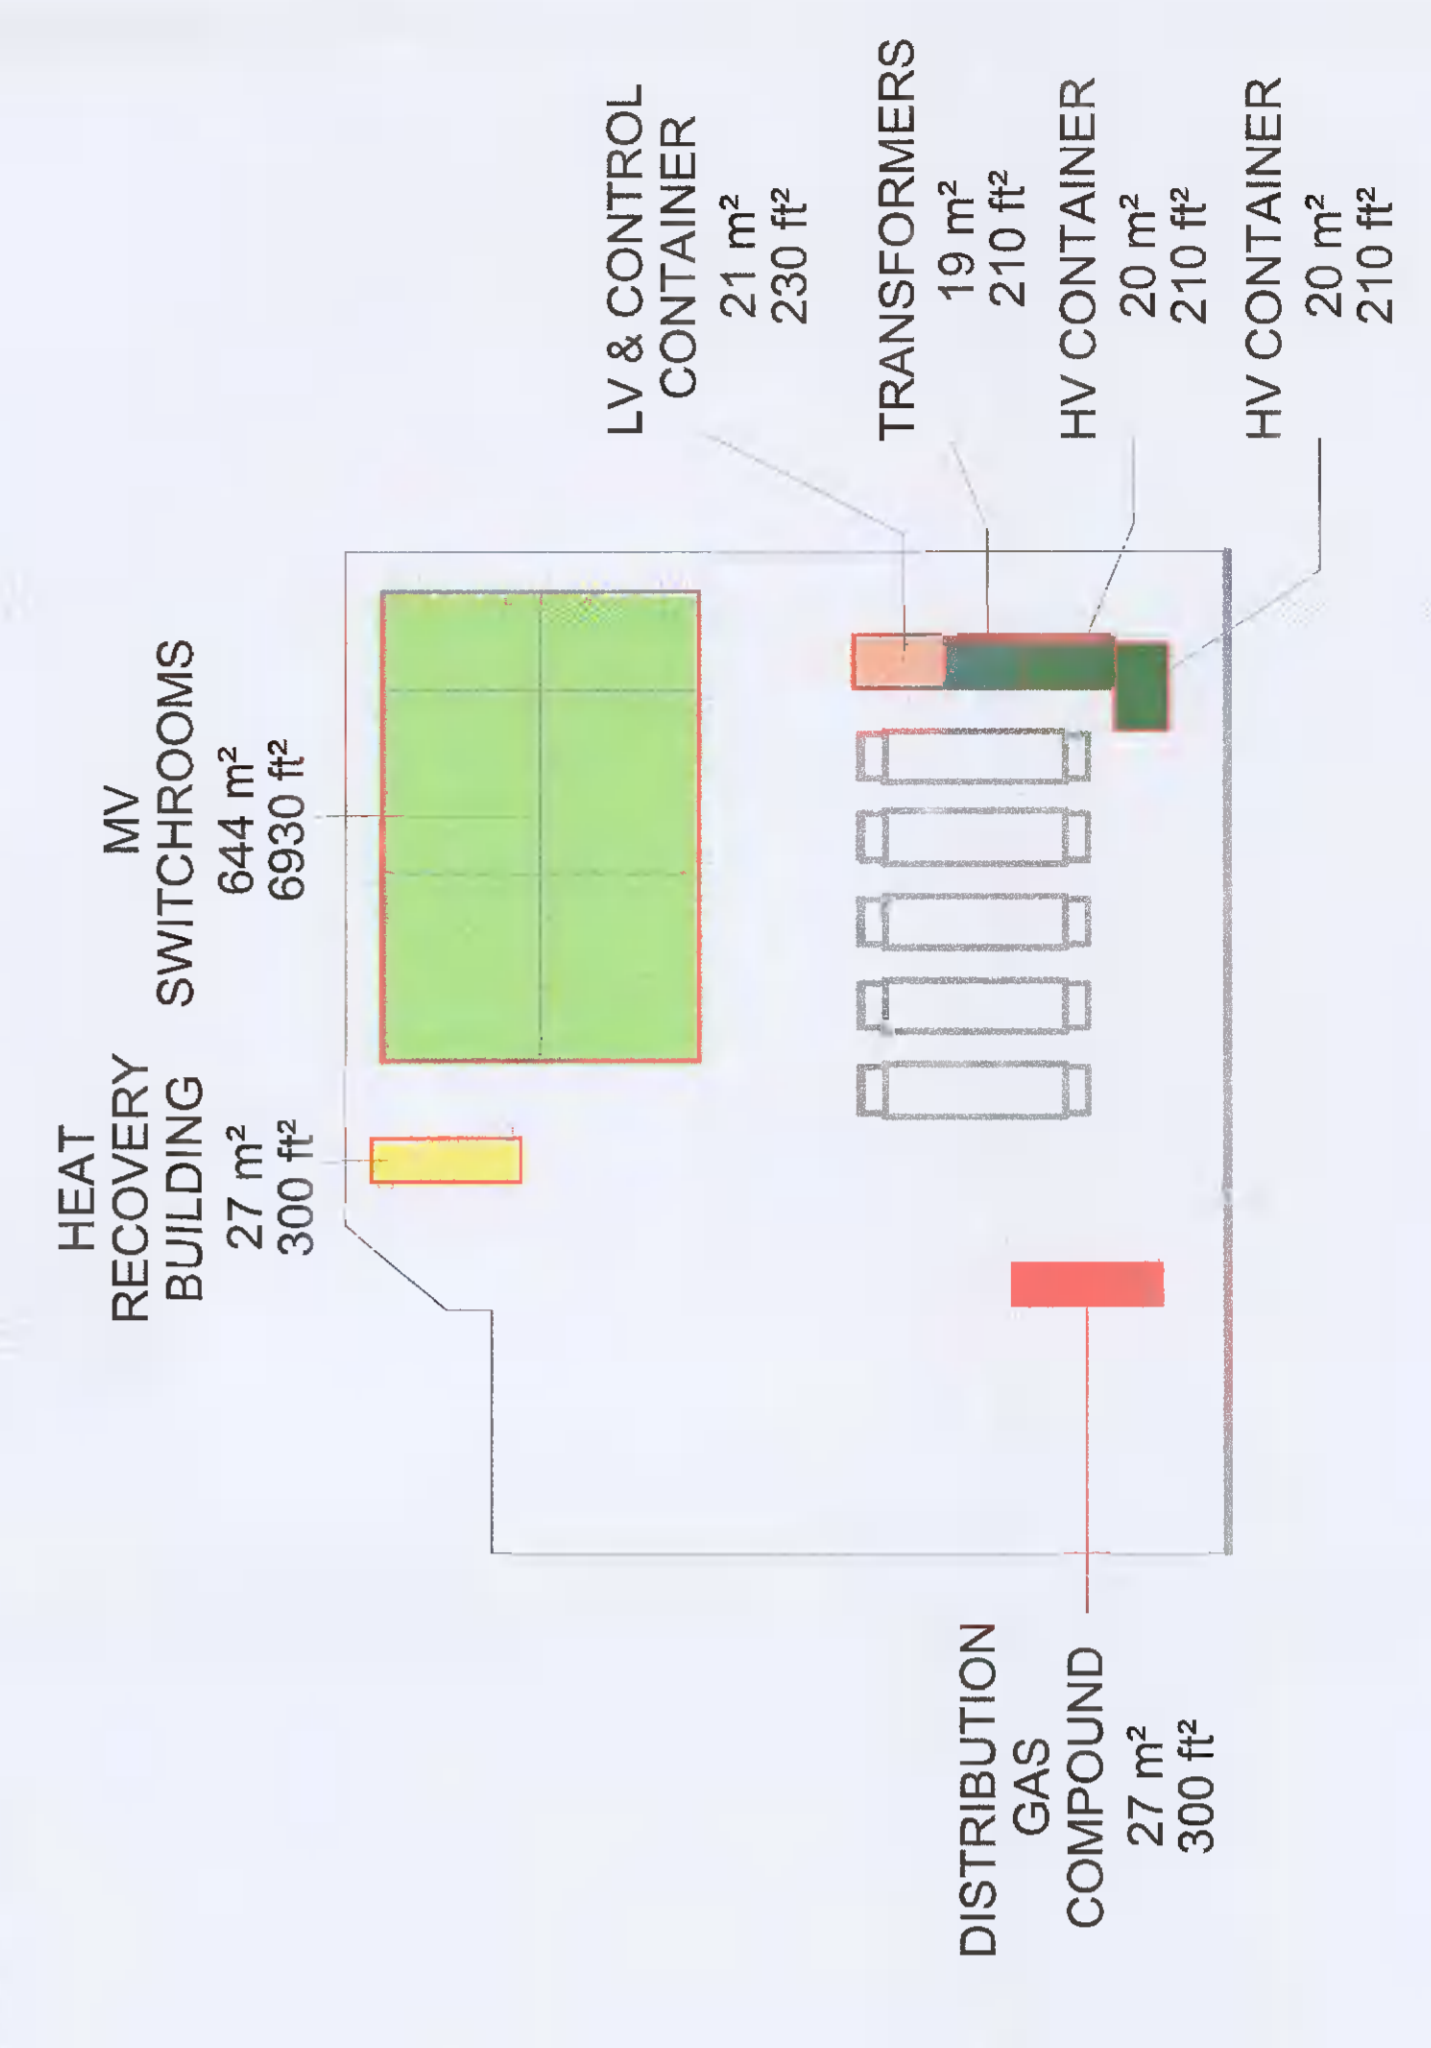 HEAT
RECOVERY
BUILDING
27 m²
300 ft²
MV
SWITCHROOMS
644 m²
6930 ft²
LV & CONTROL
CONTAINER
21 m²
230 ft²
TRANSFORMERS
19 m²
210 ft²
HV CONTAINER
20 m²
210 ft²
HV CONTAINER
20 m²
210 ft²
DISTRIBUTION
GAS
COMPOUND
27 m²
300 ft²